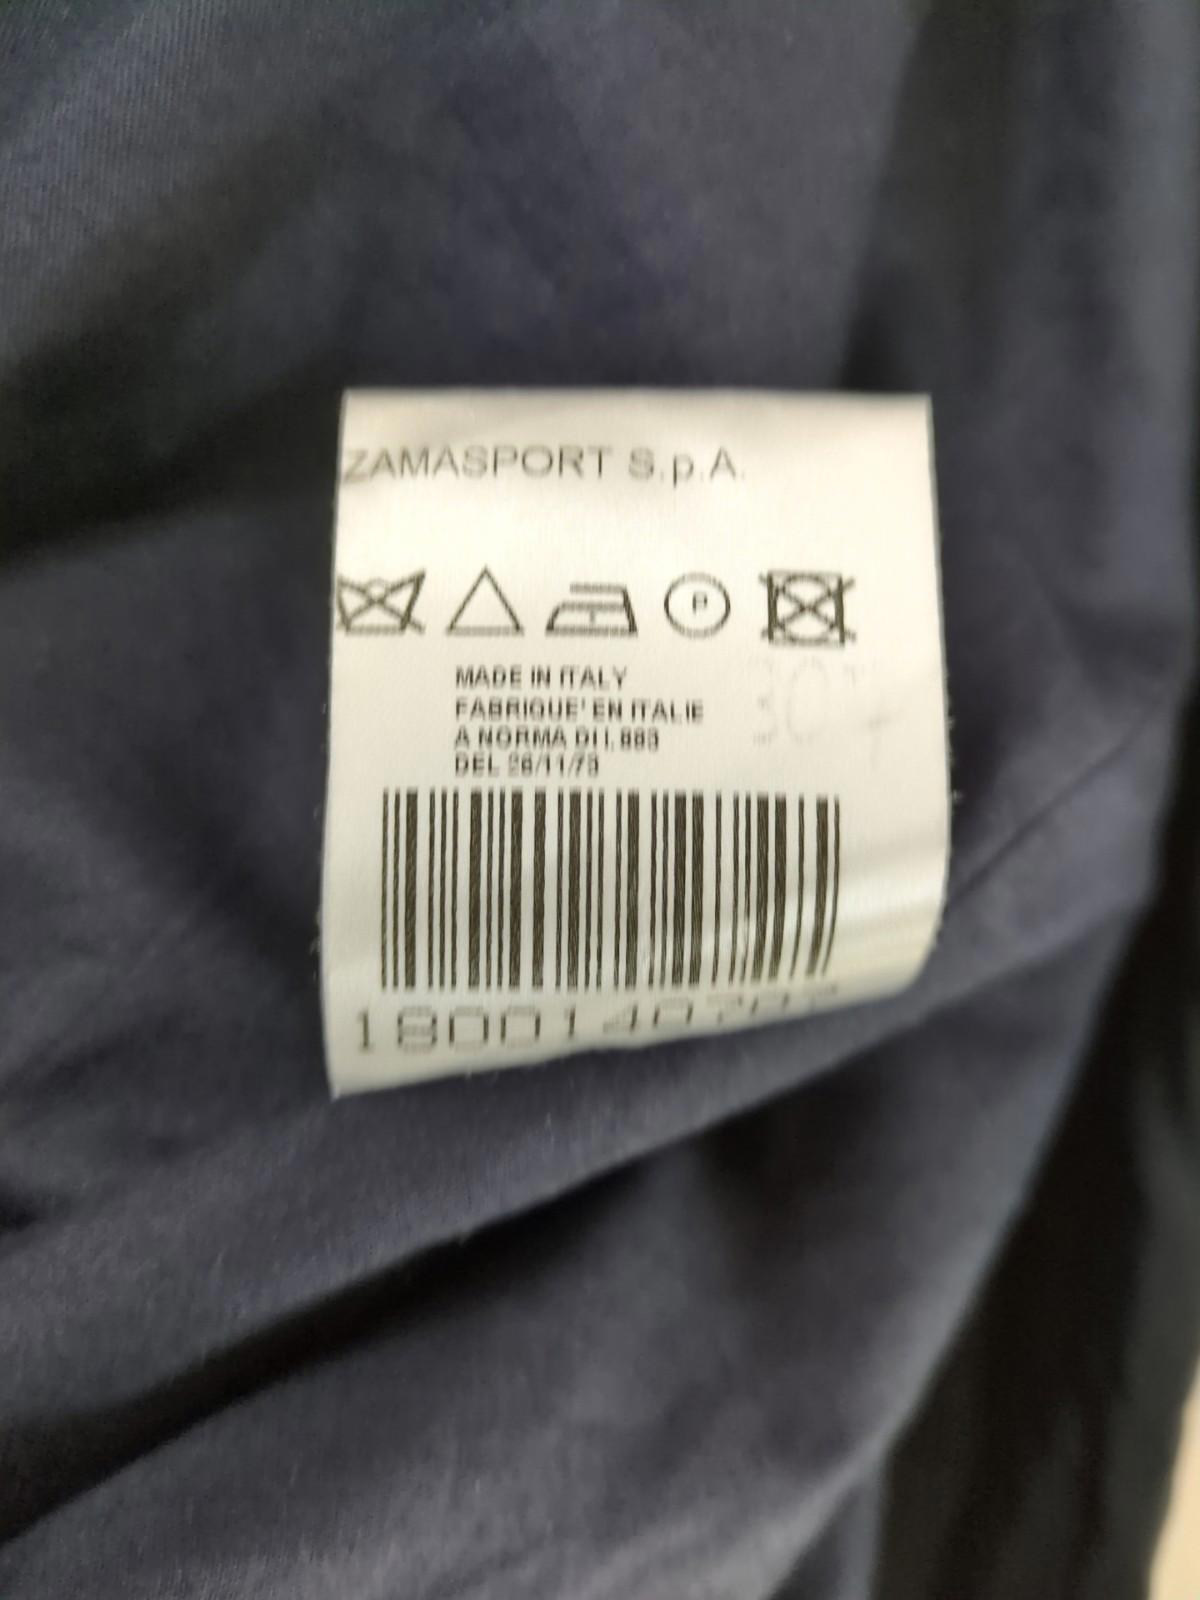 ZAMASPORT S.p.A.
P
MADE IN ITALY
FABRIQUE' EN ITALIE
A NORMA DI L. 883
DEL 26/11/73